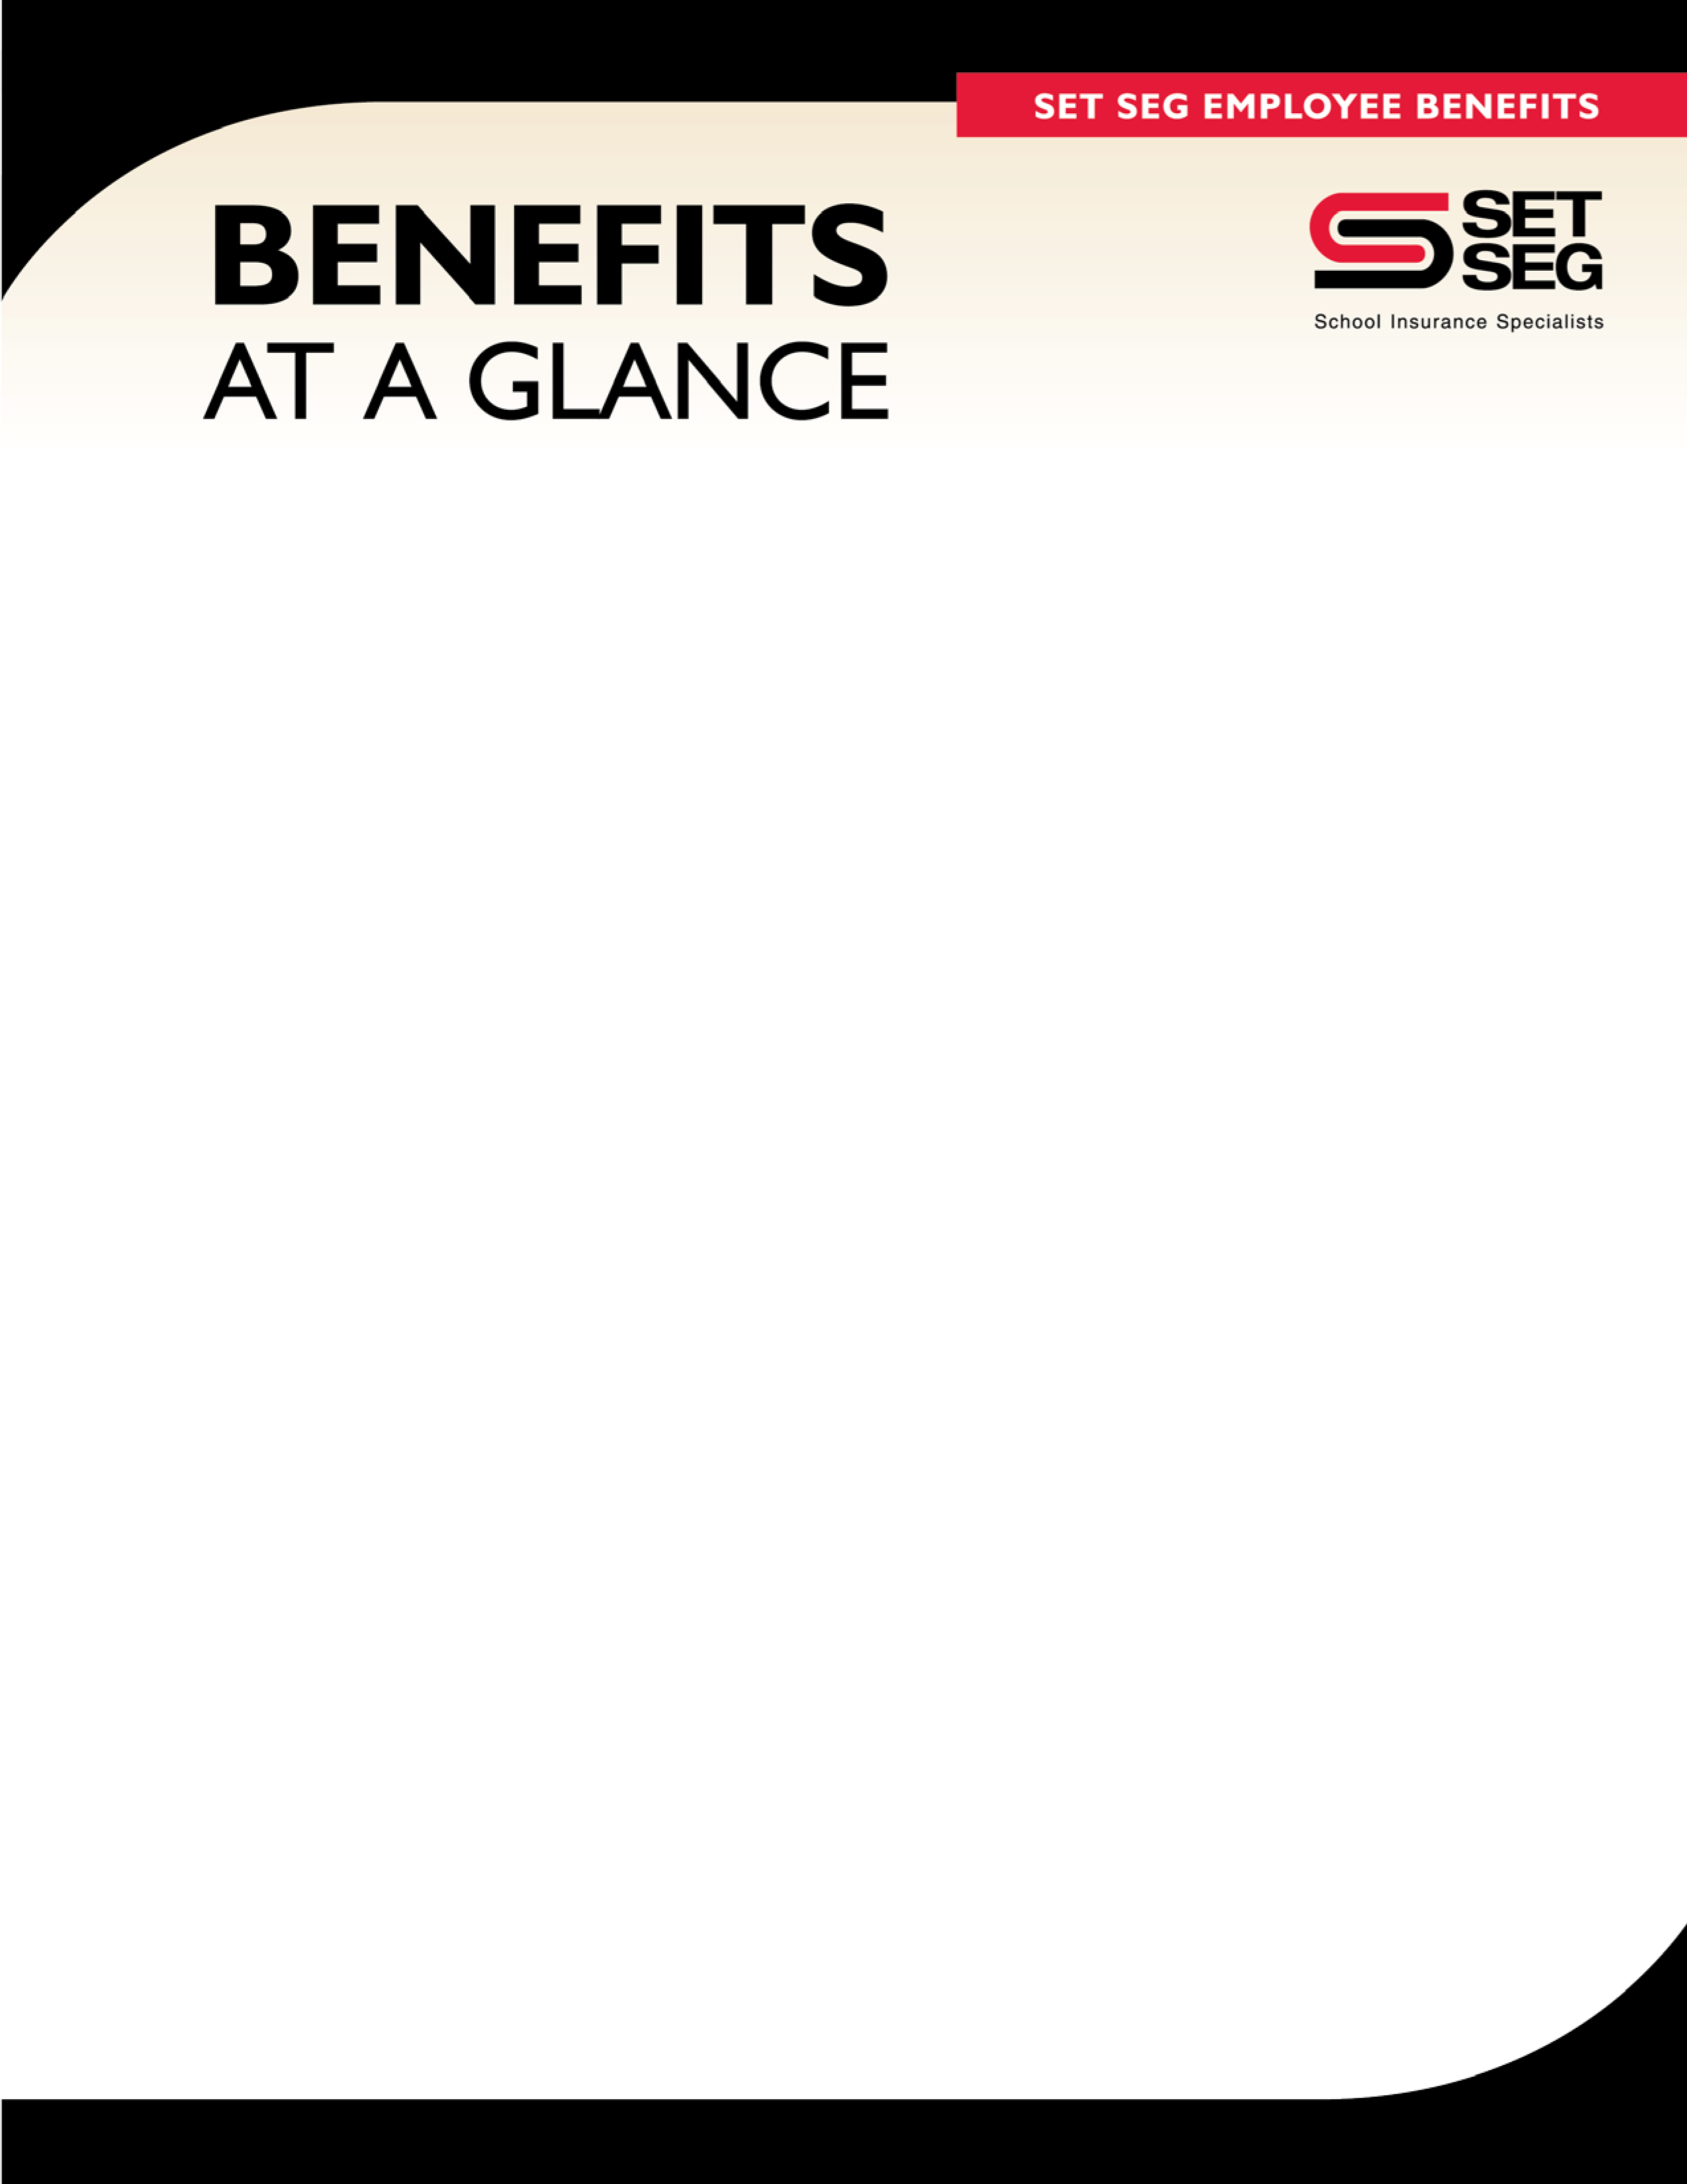 SET SEG EMPLOYEE BENEFITS
BENEFITS
AT A GLANCE
SET
SEG
School Insurance Specialists